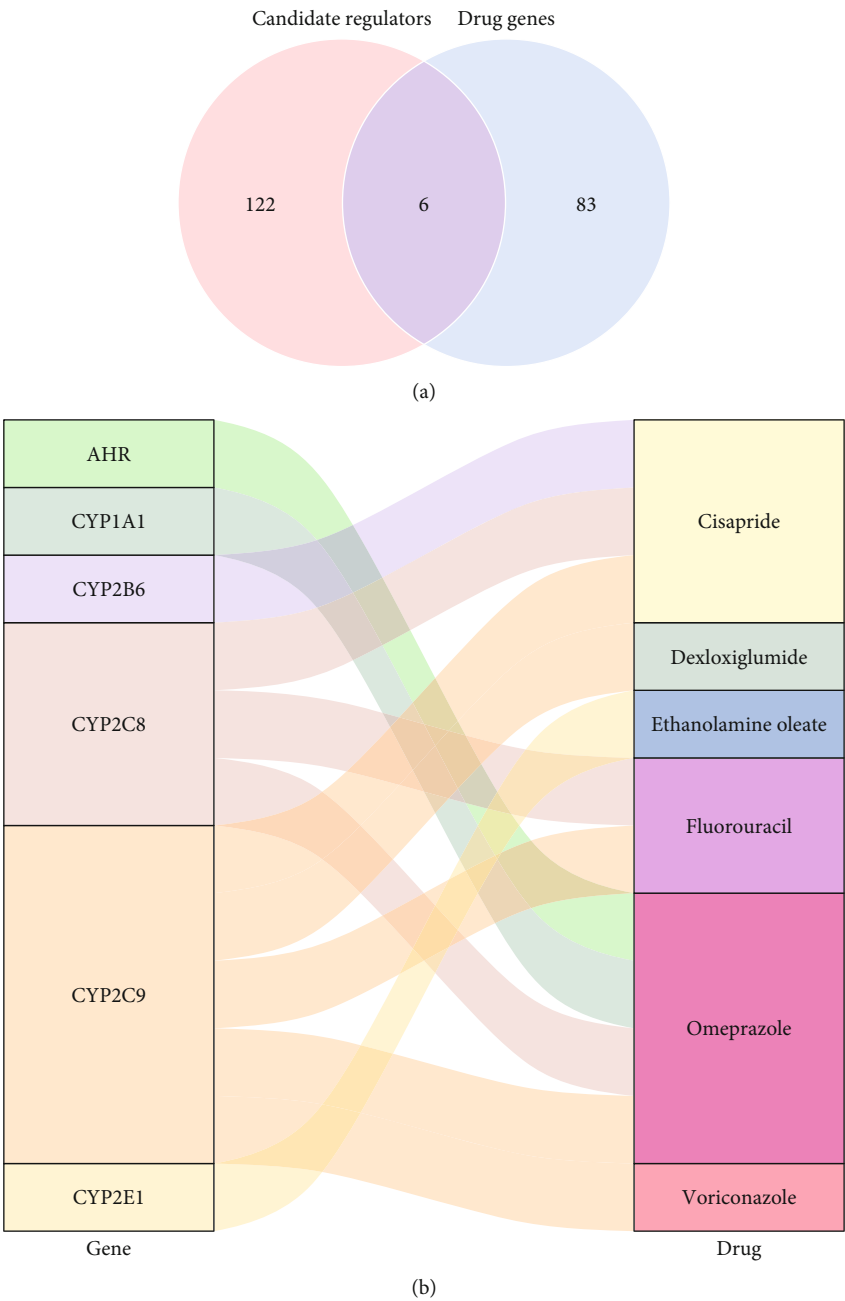 Candidate regulators Drug genes
122 6 83
(a)
AHR
CYP1A1
CYP2B6
CYP2C8
CYP2C9
CYP2E1
Gene
Cisapride
Dexloxiglumide
Ethanolamine oleate
Fluorouracil
Omeprazole
Voriconazole
Drug
(b)